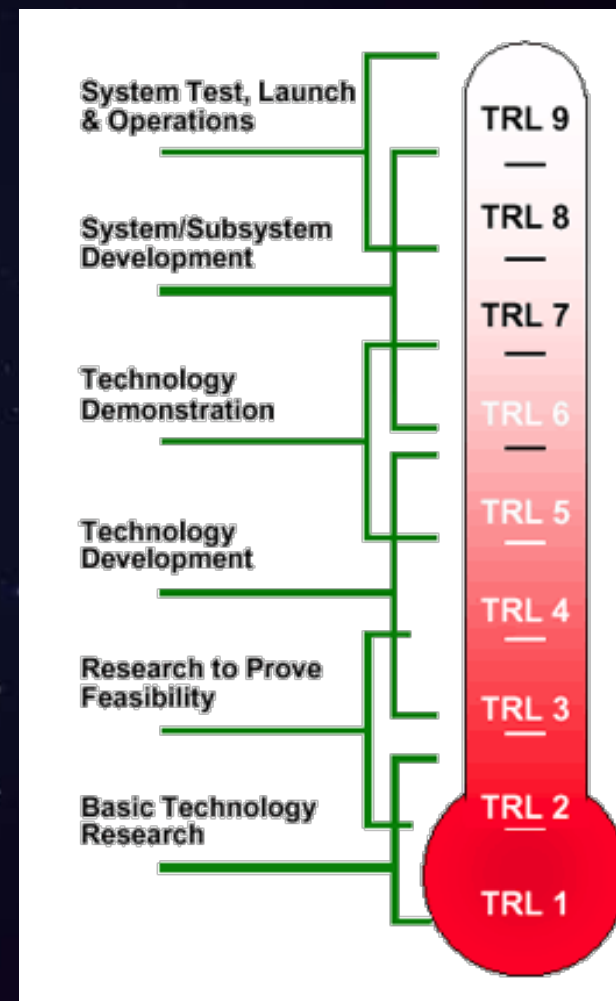 System Test, Launch
& Operations
System/Subsystem
Development
Technology
Demonstration
Technology
Development
Research to Prove
Feasibility
Basic Technology
Research
TRL 9
TRL 8
TRL 7
TRL 6
TRL 5
TRL 4
TRL 3
TRL 2
TRL 1